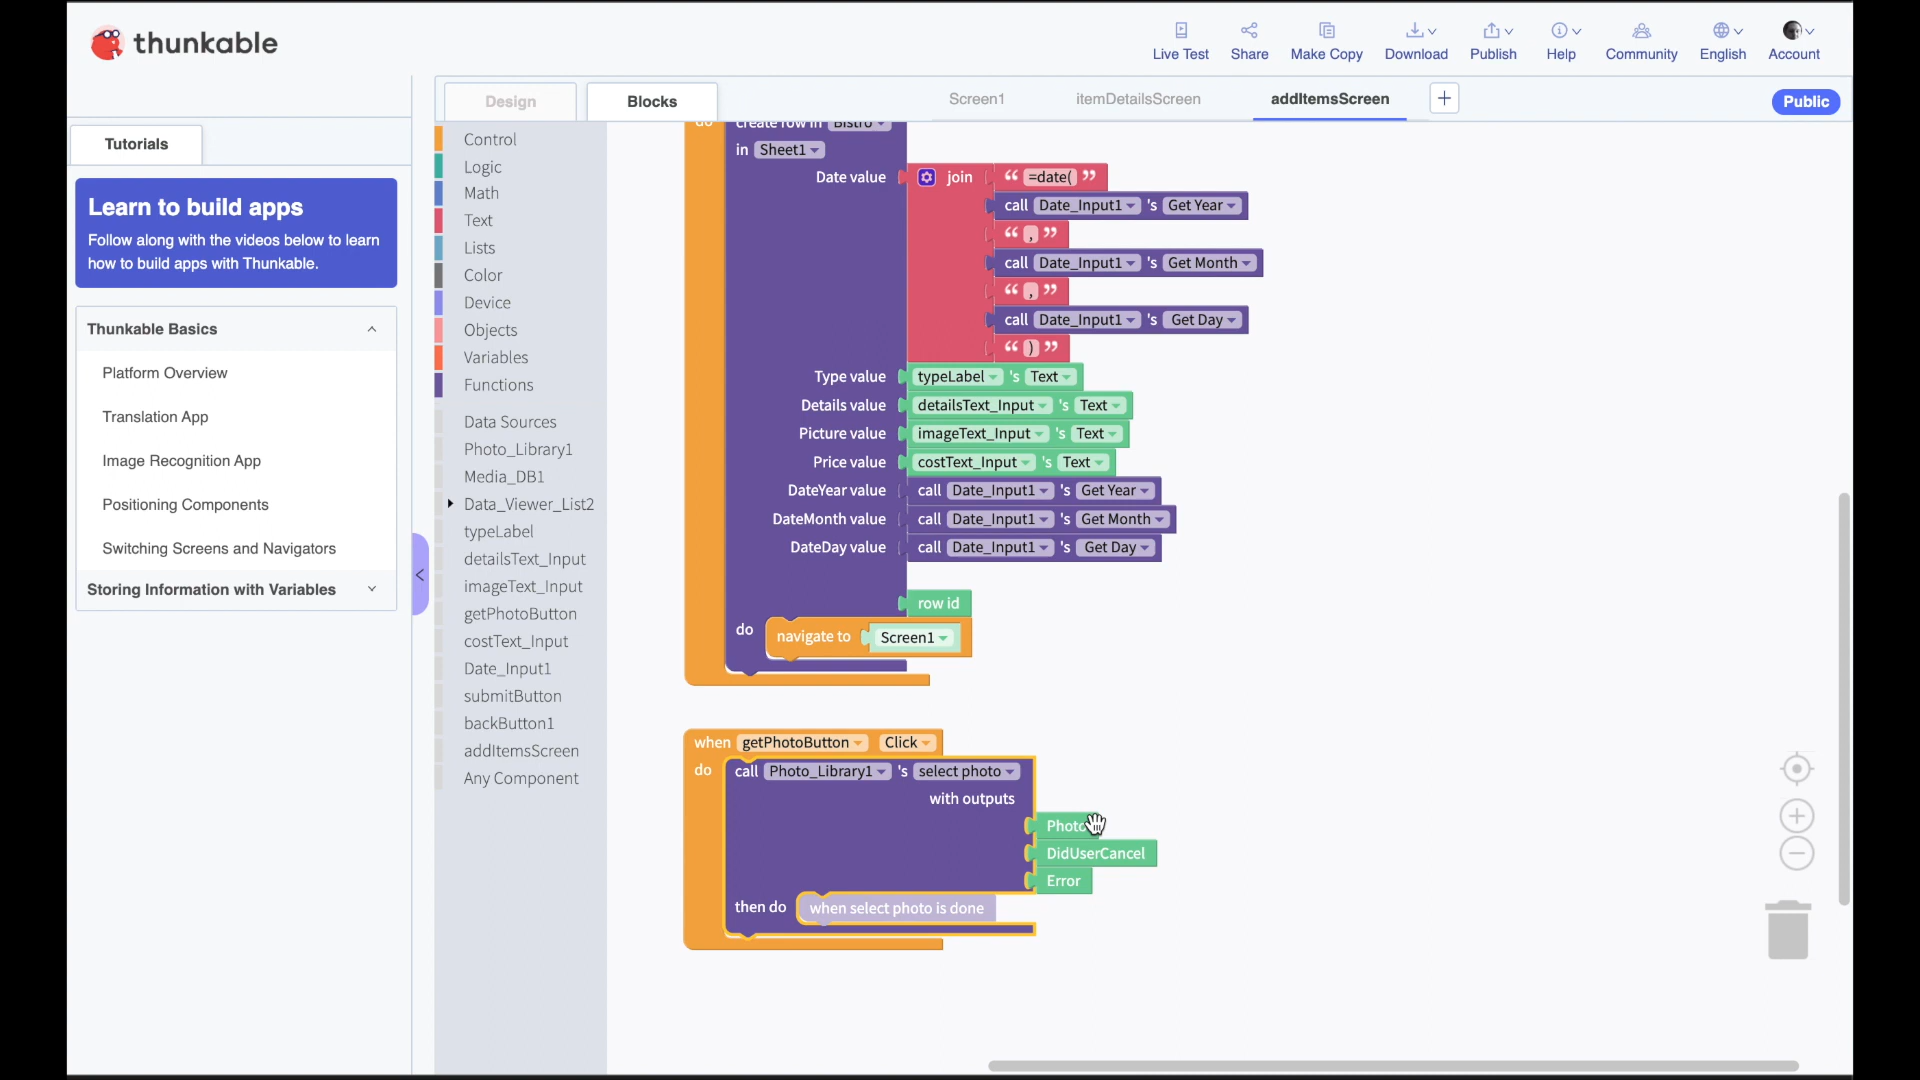 thunkable
Live Test
Share
Make Copy
Download
Publish
Help
Community
English
Account
Design
Blocks
Screen1
itemDetailsScreen
addItemsScreen
+
Public
Tutorials
Learn to build apps
Follow along with the videos below to learn
how to build apps with Thunkable.
Thunkable Basics
Platform Overview
Translation App
Image Recognition App
Positioning Components
Switching Screens and Navigators
Storing Information with Variables
Control
Logic
Math
Text
Lists
Color
Device
Objects
Variables
Functions
Data Sources
Photo_Library1
Media_DB1
Data_Viewer_List2
typeLabel
detailsText_Input
imageText_Input
getPhotoButton
costText_Input
Date_Input1
submitButton
backButton1
addItemsScreen
Any Component
do create row in Bistro
in Sheet1
Date value join “ =date( ”
call Date_Input1 's Get Year
“ , ”
call Date_Input1 's Get Month
“ , ”
call Date_Input1 's Get Day
“ ) ”
Type value typeLabel 's Text
Details value detailsText_Input 's Text
Picture value imageText_Input 's Text
Price value costText_Input 's Text
DateYear value call Date_Input1 's Get Year
DateMonth value call Date_Input1 's Get Month
DateDay value call Date_Input1 's Get Day
row id
do navigate to Screen1
when getPhotoButton Click
do call Photo_Library1 's select photo
with outputs
Photo
DidUserCancel
Error
then do when select photo is done